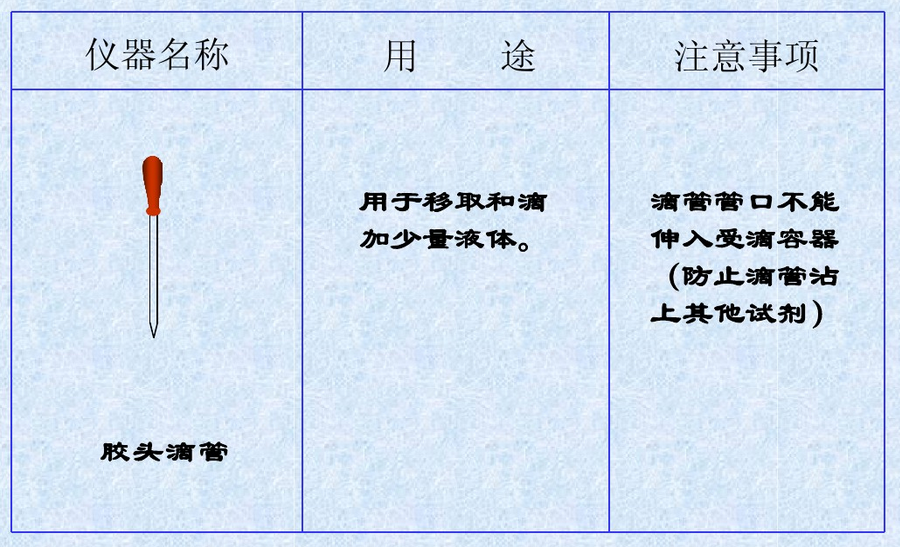 仪器名称
用 途
注意事项
用于移取和滴
加少量液体。
滴管管口不能
伸入受滴容器
（防止滴管沾
上其他试剂）
胶头滴管